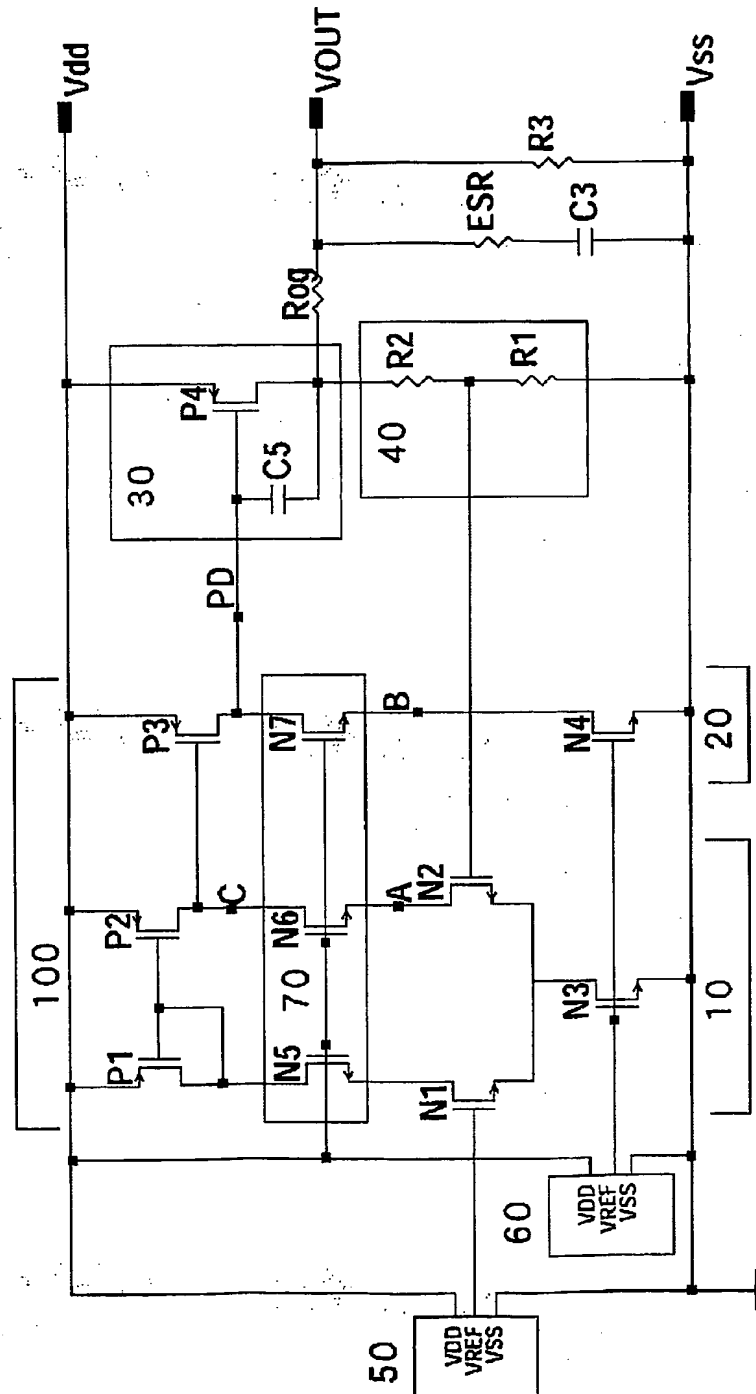 100
Vdd
P1
P2
P3
P4
30
C5
PD
C
Rog
VOUT
70
N5
N6
N7
A
B
40
R2
R1
ESR
C3
R3
N1
N2
N3
N4
50
VDD
VREF
VSS
60
VDD
VREF
VSS
10
20
Vss